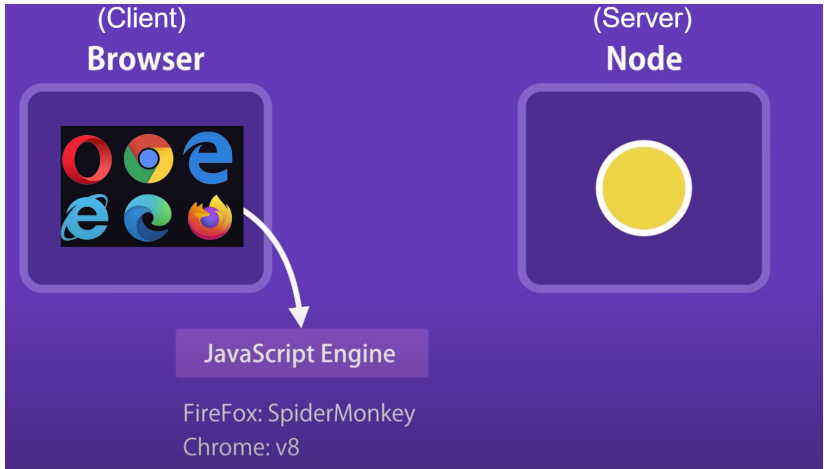 (Client)
Browser
(Server)
Node
JavaScript Engine
FireFox: SpiderMonkey
Chrome: v8